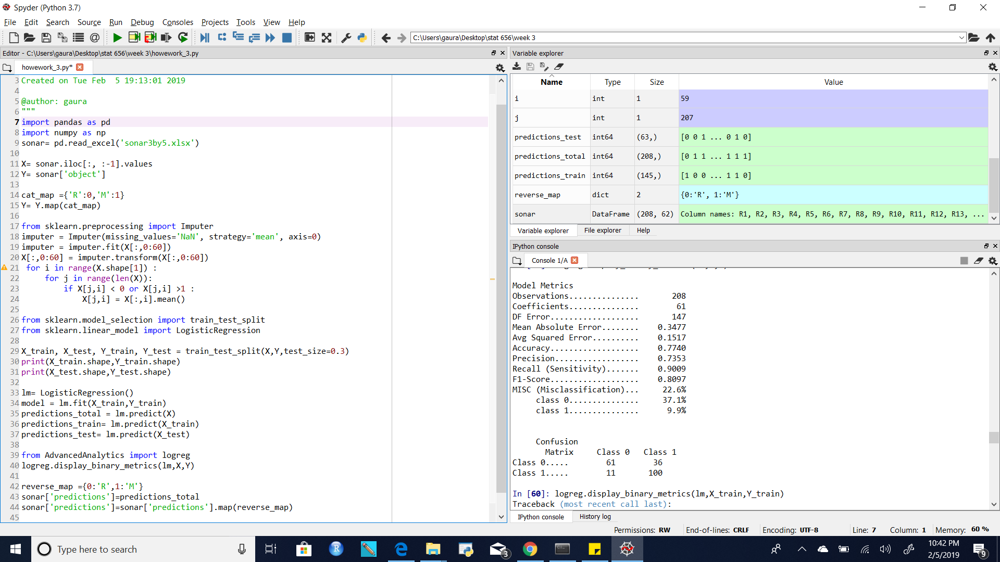 Spyder (Python 3.7)
File Edit Search Source Run Debug Consoles Projects Tools View Help
C:\Users\gaura\Desktop\stat 656\week 3
Editor - C:\Users\gaura\Desktop\stat 656\week 3\howework_3.py
howework_3.py*
3 Created on Tue Feb  5 19:13:01 2019
4
5 @author: gaura
6 """
7 import pandas as pd
8 import numpy as np
9 sonar= pd.read_excel('sonar3by5.xlsx')
10
11 X= sonar.iloc[:, :-1].values
12 Y= sonar['object']
13
14 cat_map ={'R':0,'M':1}
15 Y= Y.map(cat_map)
16
17 from sklearn.preprocessing import Imputer
18 imputer = Imputer(missing_values='NaN', strategy='mean', axis=0)
19 imputer = imputer.fit(X[:,0:60])
20 X[:,0:60] = imputer.transform(X[:,0:60])
21  for i in range(X.shape[1]) :
22      for j in range(len(X)):
23          if X[j,i] < 0 or X[j,i] >1 :
24              X[j,i] = X[:,i].mean()
25
26 from sklearn.model_selection import train_test_split
27 from sklearn.linear_model import LogisticRegression
28
29 X_train, X_test, Y_train, Y_test = train_test_split(X,Y,test_size=0.3)
30 print(X_train.shape,Y_train.shape)
31 print(X_test.shape,Y_test.shape)
32
33 lm= LogisticRegression()
34 model = lm.fit(X_train,Y_train)
35 predictions_total = lm.predict(X)
36 predictions_train= lm.predict(X_train)
37 predictions_test= lm.predict(X_test)
38
39 from AdvancedAnalytics import logreg
40 logreg.display_binary_metrics(lm,X,Y)
41
42 reverse_map ={0:'R',1:'M'}
43 sonar['predictions']=predictions_total
44 sonar['predictions']=sonar['predictions'].map(reverse_map)
45
Variable explorer
Name Type Size Value
i int 1 59
j int 1 207
predictions_test int64 (63,) [0 0 1 ... 0 1 0]
predictions_total int64 (208,) [0 1 1 ... 1 1 1]
predictions_train int64 (145,) [1 0 0 ... 1 1 0]
reverse_map dict 2 {0:'R', 1:'M'}
sonar DataFrame (208, 62) Column names: R1, R2, R3, R4, R5, R6, R7, R8, R9, R10, R11, R12, R13, ...
Variable explorer File explorer Help
IPython console
Console 1/A
Model Metrics
Observations............... 208
Coefficients............... 61
DF Error................... 147
Mean Absolute Error........ 0.3477
Avg Squared Error.......... 0.1517
Accuracy................... 0.7740
Precision.................. 0.7353
Recall (Sensitivity)....... 0.9009
F1-Score................... 0.8097
MISC (Misclassification)... 22.6%
class 0............... 37.1%
class 1............... 9.9%
Confusion
Matrix Class 0 Class 1
Class 0..... 61 36
Class 1..... 11 100
In [60]: logreg.display_binary_metrics(lm,X_train,Y_train)
Traceback (most recent call last):
IPython console History log
Permissions: RW End-of-lines: CRLF Encoding: UTF-8 Line: 7 Column: 1 Memory: 60 %
Type here to search
3
10:42 PM
2/5/2019
9